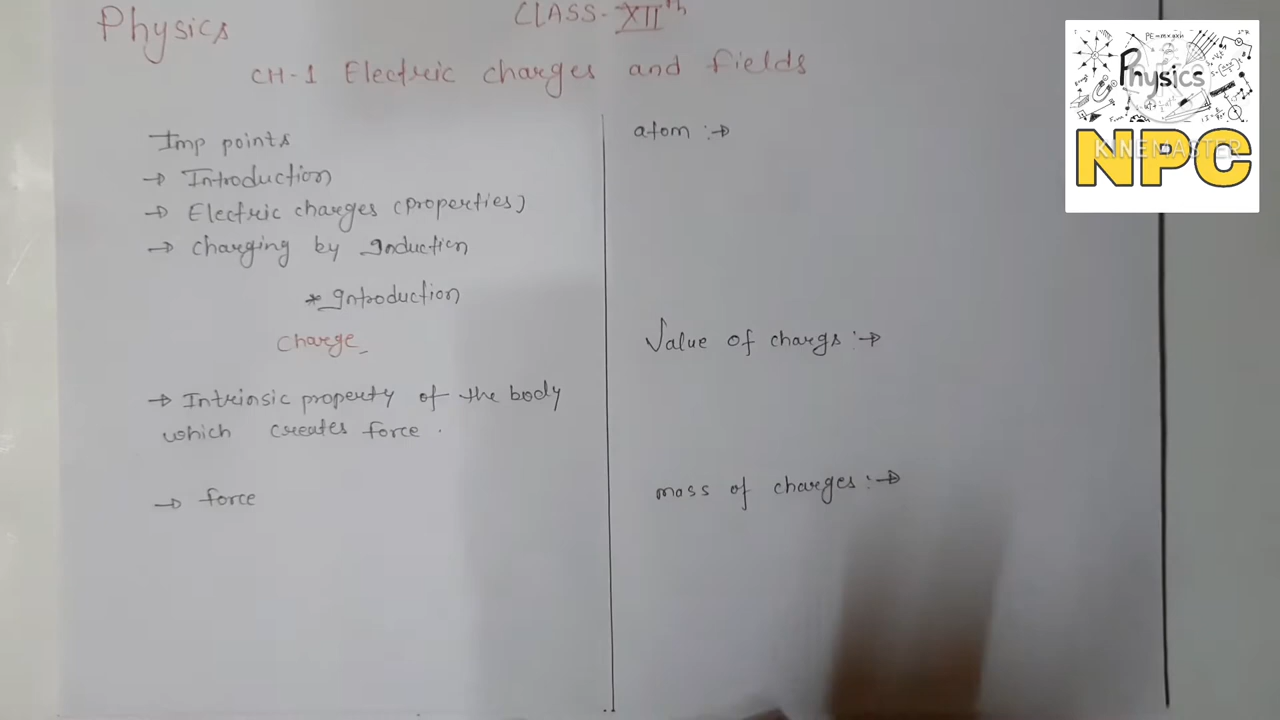 Physics
CLASS-XIIth
CH-1 Electric charges and fields
Imp points
→ Introduction
→ Electric charges (properties)
→ charging by Induction
* Introduction
Charge
→ Intrinsic property of the body
which creates force .
→ force
atom :→
Value of chargs :→
mass of charges :→
Physics
NPC
KINEMASTER